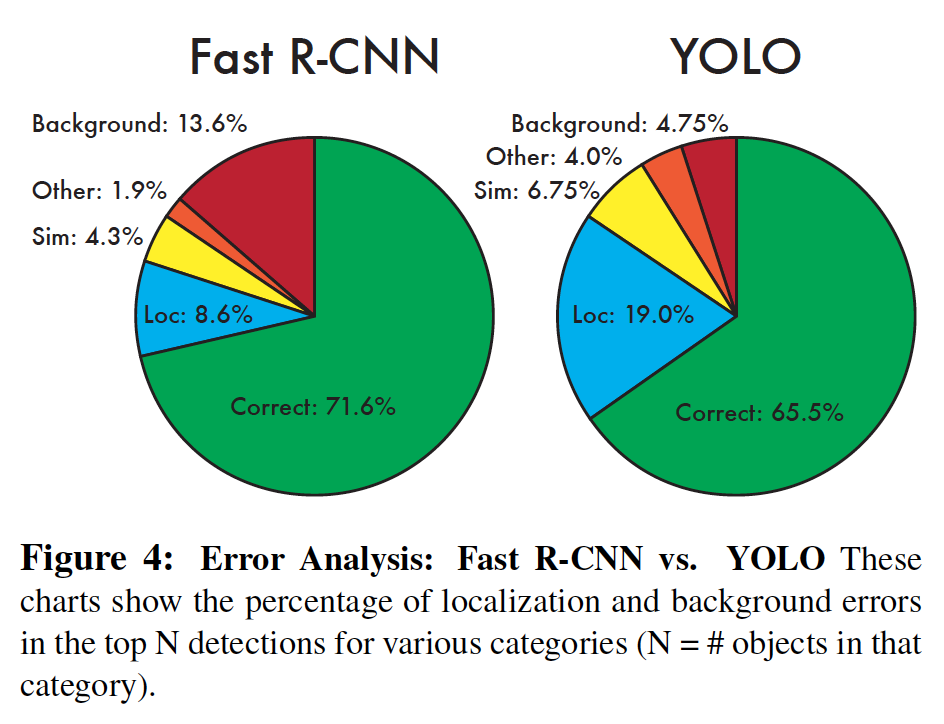 Fast R-CNN
Background: 13.6%
Other: 1.9%
Sim: 4.3%
Loc: 8.6%
Correct: 71.6%
YOLO
Background: 4.75%
Other: 4.0%
Sim: 6.75%
Loc: 19.0%
Correct: 65.5%
Figure 4: Error Analysis: Fast R-CNN vs. YOLO These
charts show the percentage of localization and background errors
in the top N detections for various categories (N = # objects in that
category).